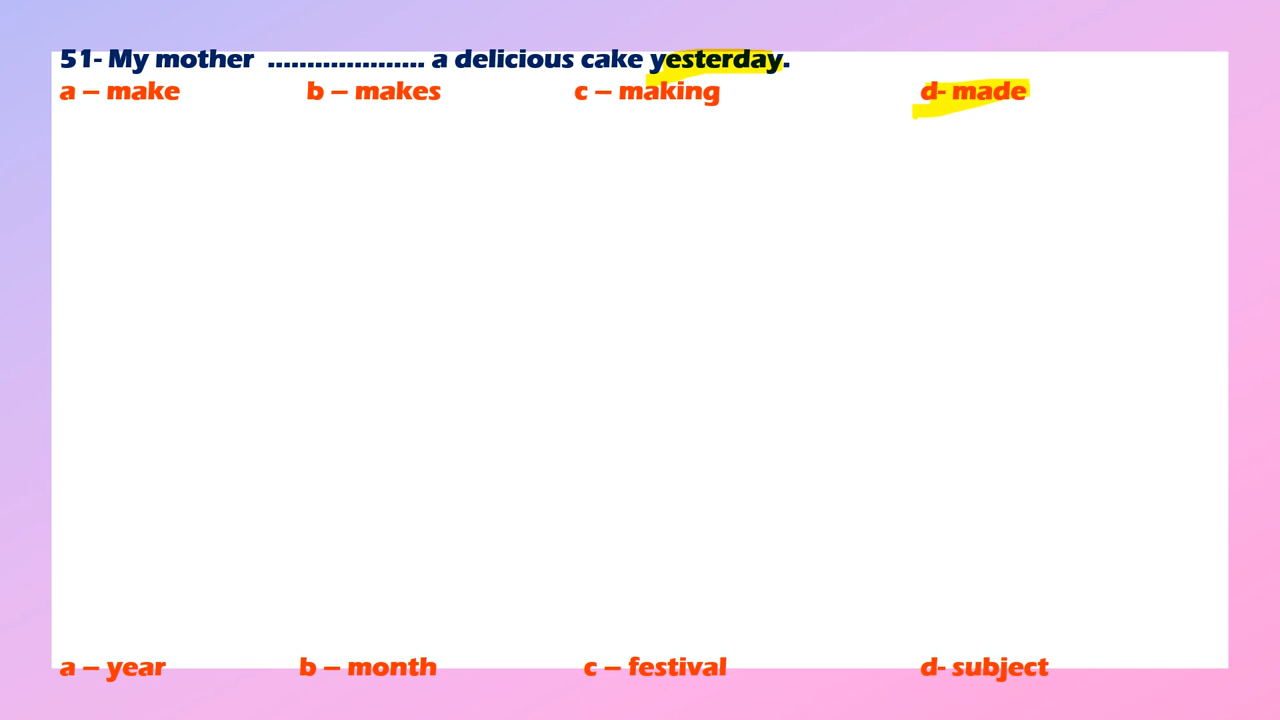 51- My mother .................... a delicious cake yesterday.
a – make b – makes c – making d- made
a – year b – month c – festival d- subject